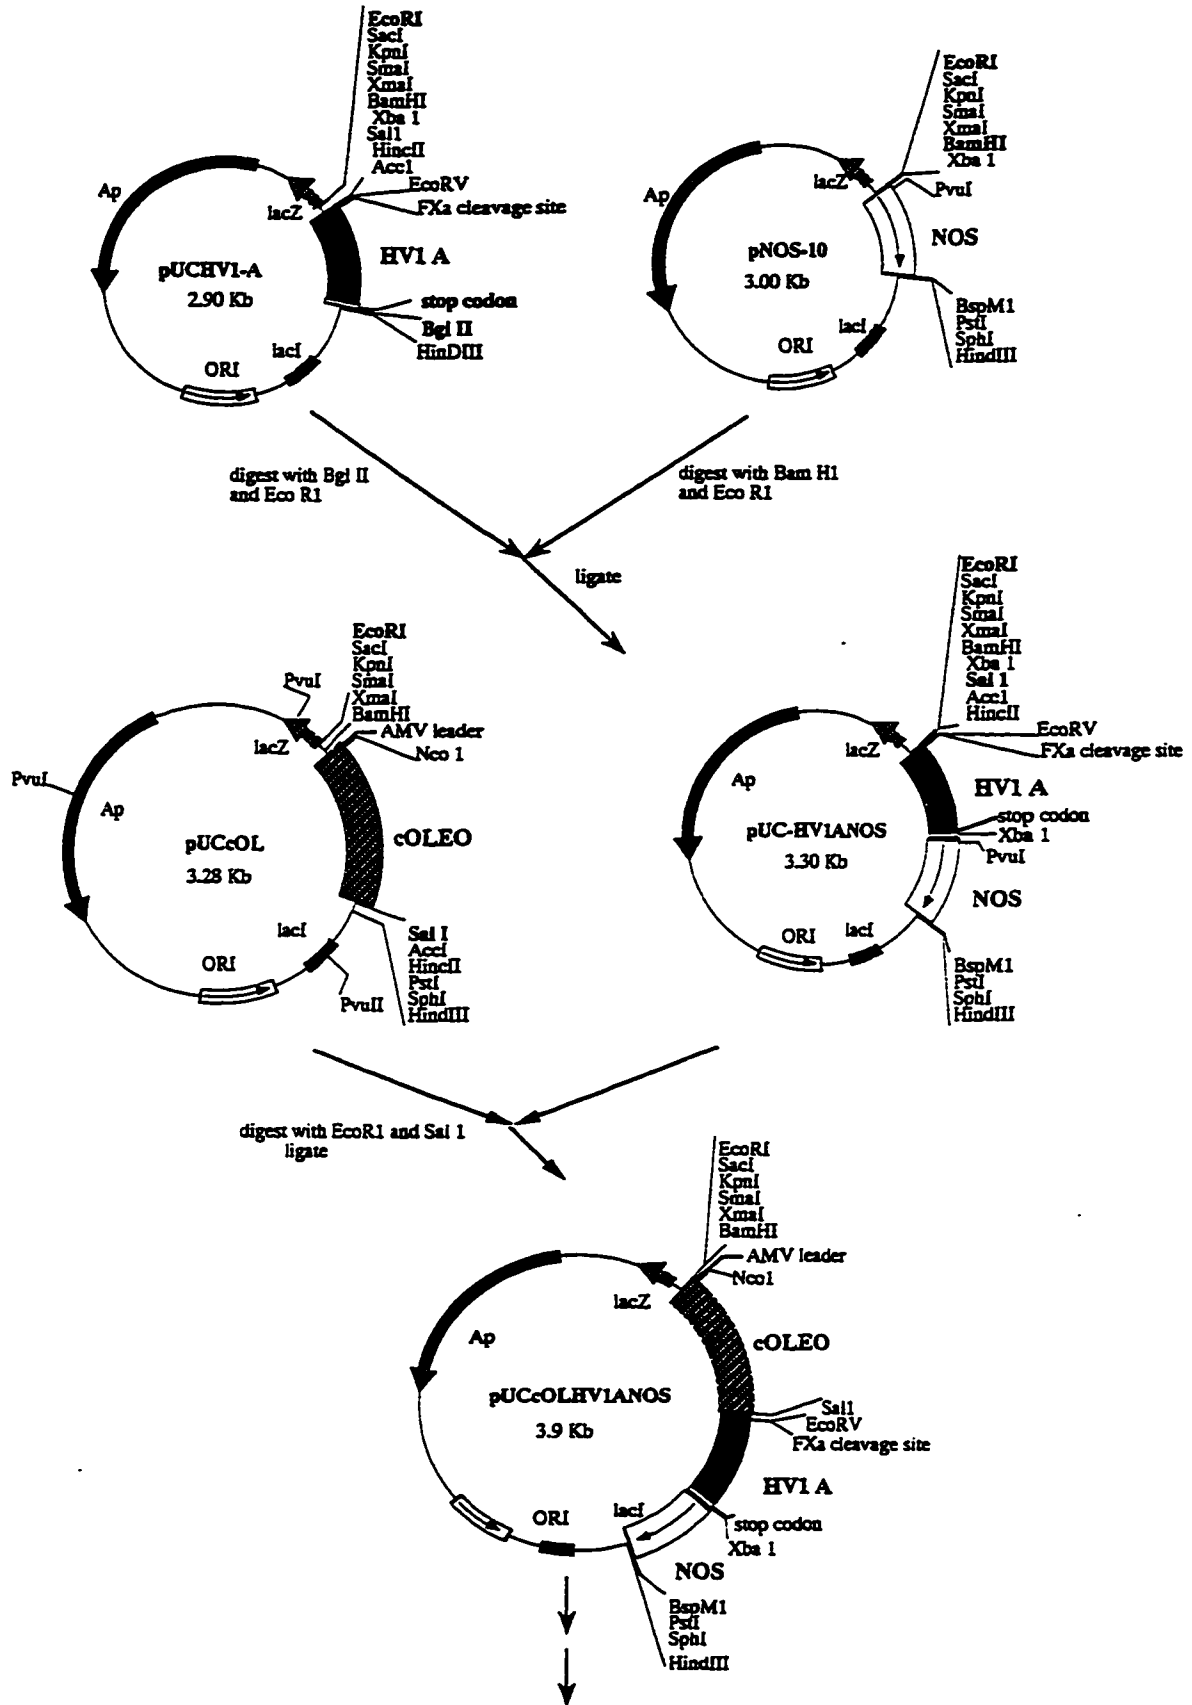 EcoRI
SacI
KpnI
SmaI
XmaI
BamHI
Xba 1
Sal1
HincII
Acc1
EcoRV
FXa cleavage site
Ap
lacZ
HV1 A
pUCHV1-A
2.90 Kb
stop codon
Bgl II
HinDIII
lacI
ORI
EcoRI
SacI
KpnI
SmaI
XmaI
BamHI
Xba 1
PvuI
Ap
lacZ
NOS
pNOS-10
3.00 Kb
BspM1
PstI
SphI
HindIII
lacI
ORI
digest with Bgl II
and Eco R1
digest with Bam H1
and Eco R1
ligate
EcoRI
SacI
KpnI
SmaI
XmaI
BamHI
AMV leader
Nco 1
PvuI
lacZ
PvuI
Ap
pUCcOL
3.28 Kb
cOLEO
lacI
ORI
PvuII
Sal I
AccI
HincII
PstI
SphI
HindIII
EcoRI
SacI
KpnI
SmaI
XmaI
BamHI
Xba 1
Sal 1
Acc1
HincII
EcoRV
FXa cleavage site
lacZ
Ap
HV1 A
pUC-HV1ANOS
3.30 Kb
stop codon
Xba 1
PvuI
NOS
lacI
ORI
BspM1
PstI
SphI
HindIII
digest with EcoR1 and Sal 1
ligate
EcoRI
SacI
KpnI
SmaI
XmaI
BamHI
AMV leader
Nco1
lacZ
Ap
cOLEO
pUCcOLHV1ANOS
3.9 Kb
Sal1
EcoRV
FXa cleavage site
HV1 A
lacI
ORI
stop codon
Xba 1
NOS
BspM1
PstI
SphI
HindIII